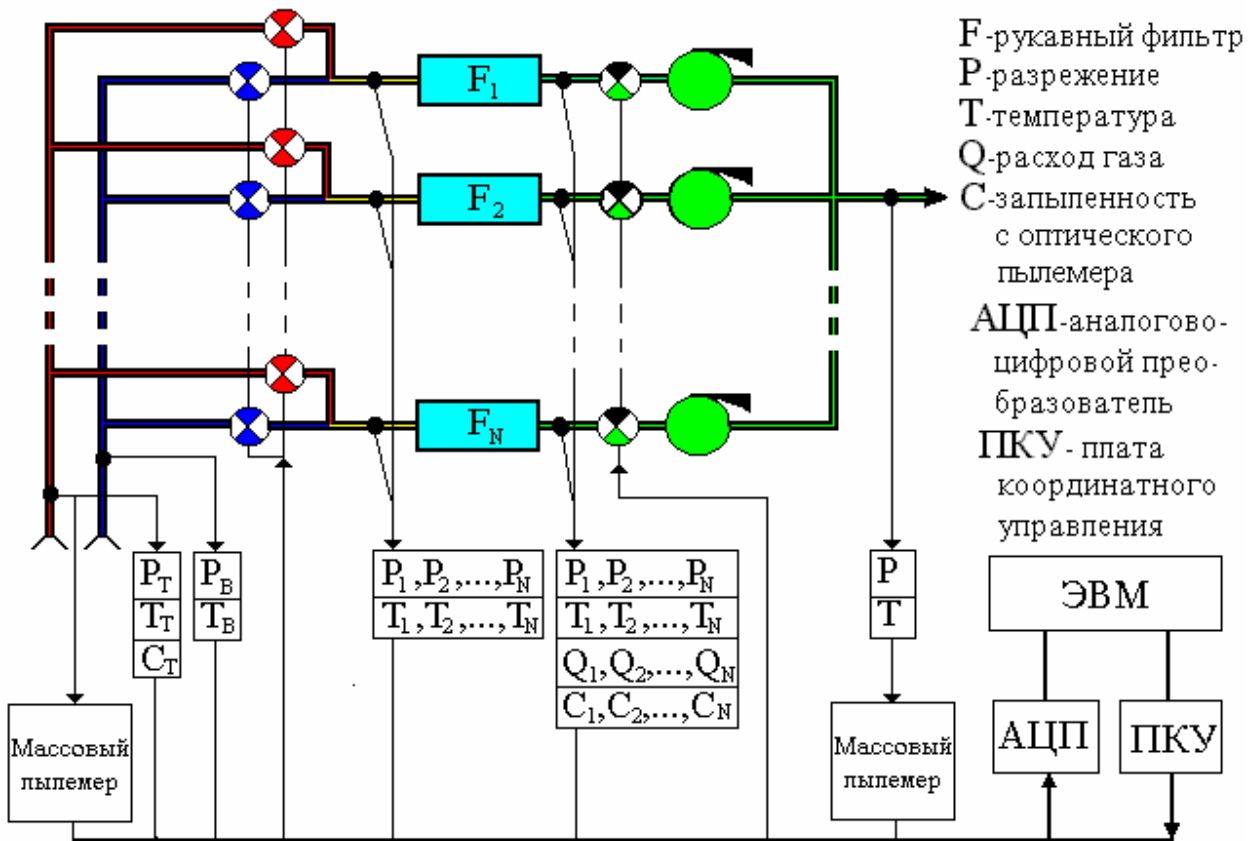 F-рукавный фильтр
P-разрежение
T-температура
Q-расход газа
C-запыленность
с оптического
пылемера
АЦП-аналогово-
цифровой прео-
бразователь
ПКУ- плата
координатного
управления
F1
F2
FN
PT
TT
CT
PB
TB
P1,P2,...,PN
T1,T2,...,TN
P1,P2,...,PN
T1,T2,...,TN
Q1,Q2,...,QN
C1,C2,...,CN
P
T
ЭВМ
АЦП
ПКУ
Массовый
пылемер
Массовый
пылемер